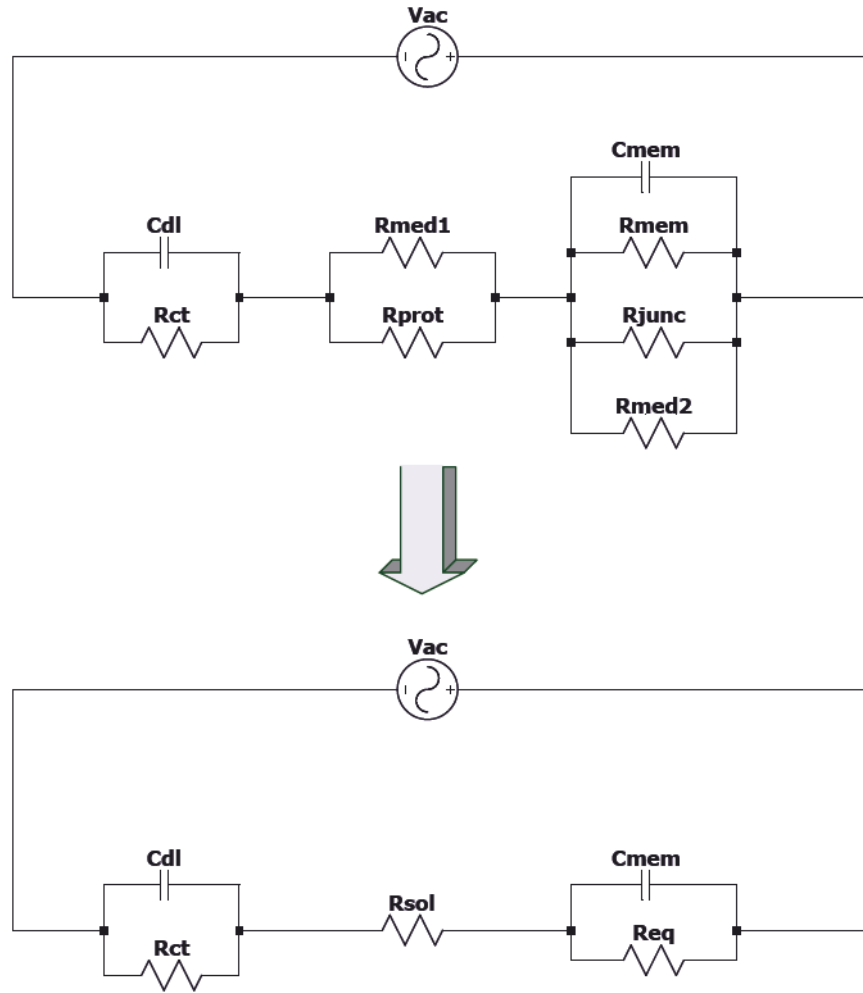 Vac
Cmem
Cdl
Rmed1
Rmem
Rct
Rprot
Rjunc
Rmed2
Vac
Cdl
Cmem
Rsol
Rct
Req